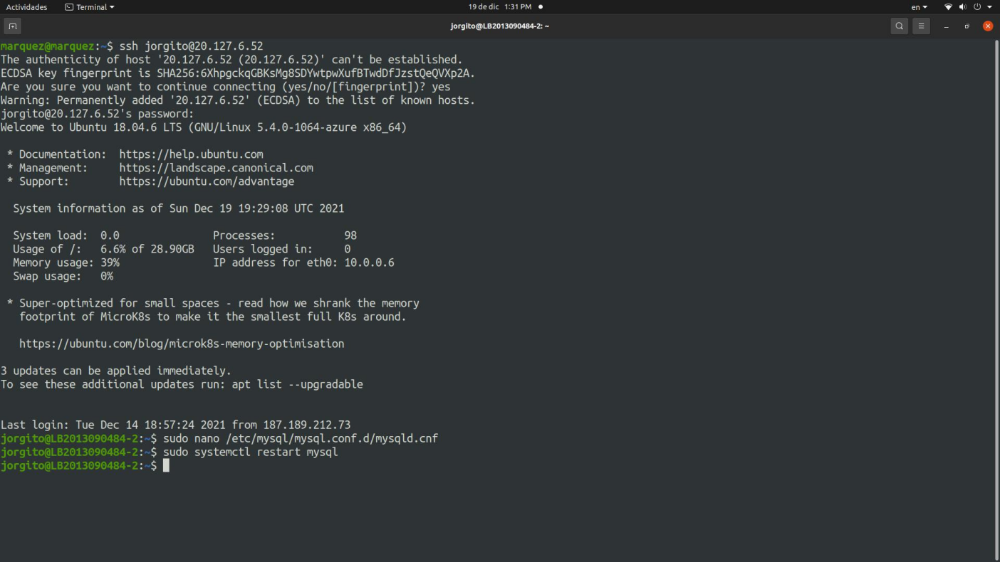 Actividades Terminal 19 de dic 1:31 PM en
jorgito@LB2013090484-2: ~
marquez@marquez:~$ ssh jorgito@20.127.6.52
The authenticity of host '20.127.6.52 (20.127.6.52)' can't be established.
ECDSA key fingerprint is SHA256:6XhpgckqGBKsMg8SDYwtpwXufBTwdDfJzstQeQVXp2A.
Are you sure you want to continue connecting (yes/no/[fingerprint])? yes
Warning: Permanently added '20.127.6.52' (ECDSA) to the list of known hosts.
jorgito@20.127.6.52's password:
Welcome to Ubuntu 18.04.6 LTS (GNU/Linux 5.4.0-1064-azure x86_64)
* Documentation: https://help.ubuntu.com
* Management: https://landscape.canonical.com
* Support: https://ubuntu.com/advantage
System information as of Sun Dec 19 19:29:08 UTC 2021
System load: 0.0 Processes: 98
Usage of /: 6.6% of 28.90GB Users logged in: 0
Memory usage: 39% IP address for eth0: 10.0.0.6
Swap usage: 0%
* Super-optimized for small spaces - read how we shrank the memory
footprint of MicroK8s to make it the smallest full K8s around.
https://ubuntu.com/blog/microk8s-memory-optimisation
3 updates can be applied immediately.
To see these additional updates run: apt list --upgradable
Last login: Tue Dec 14 18:57:24 2021 from 187.189.212.73
jorgito@LB2013090484-2:~$ sudo nano /etc/mysql/mysql.conf.d/mysqld.cnf
jorgito@LB2013090484-2:~$ sudo systemctl restart mysql
jorgito@LB2013090484-2:~$